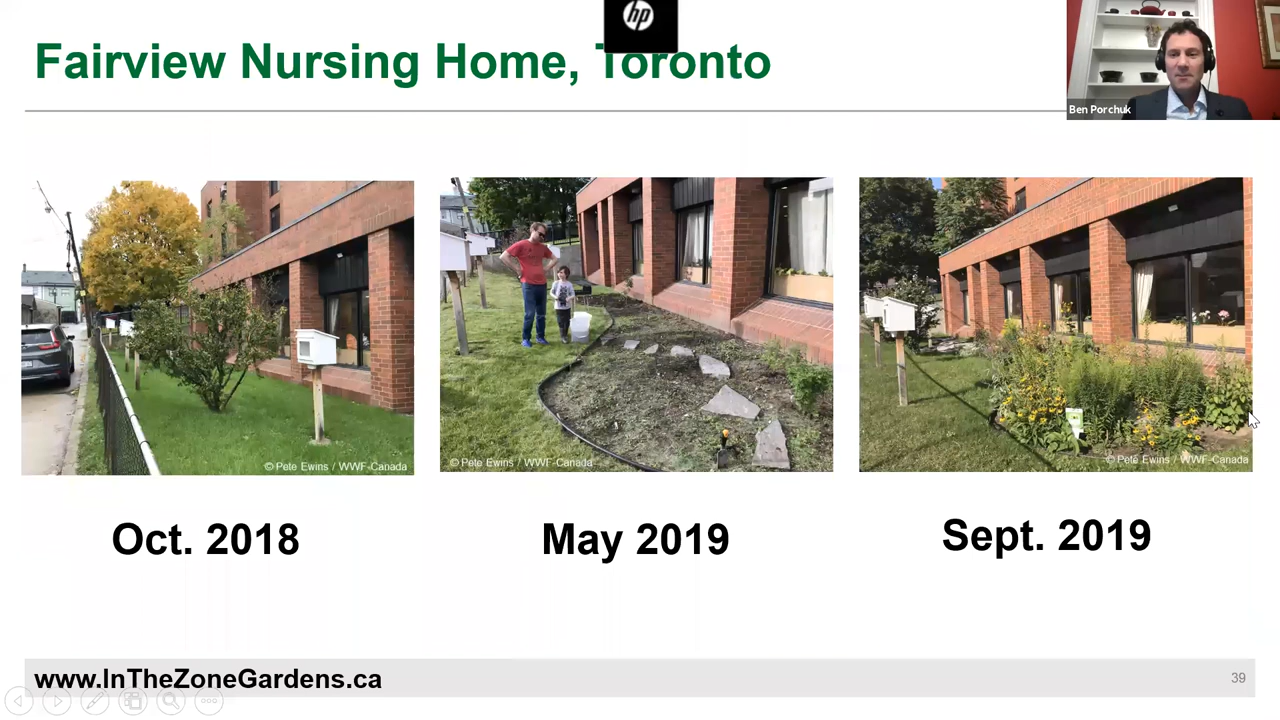 hp
Fairview Nursing Home, Toronto
Ben Porchuk
© Pete Ewins / WWF-Canada
© Pete Ewins / WWF-Canada
© Pete Ewins / WWF-Canada
Oct. 2018
May 2019
Sept. 2019
www.InTheZoneGardens.ca
39